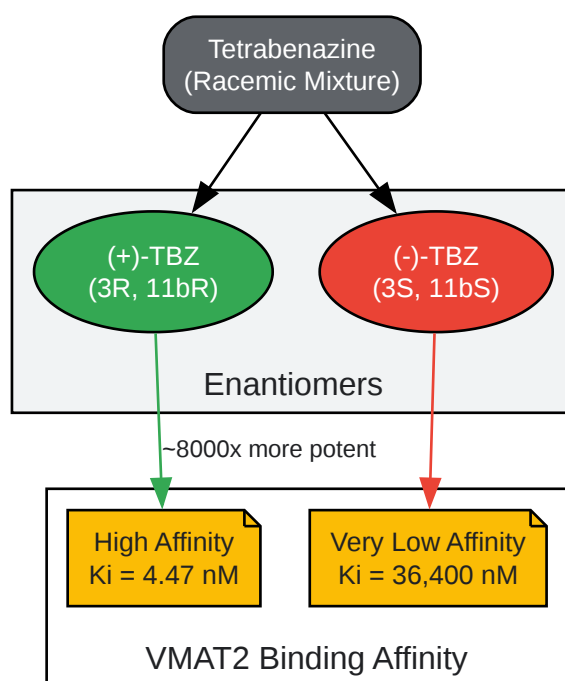 Tetrabenazine
(Racemic Mixture)
(+)-TBZ
(3R, 11bR)
(-)-TBZ
(3S, 11bS)
Enantiomers
~8000x more potent
High Affinity
Ki = 4.47 nM
Very Low Affinity
Ki = 36,400 nM
VMAT2 Binding Affinity